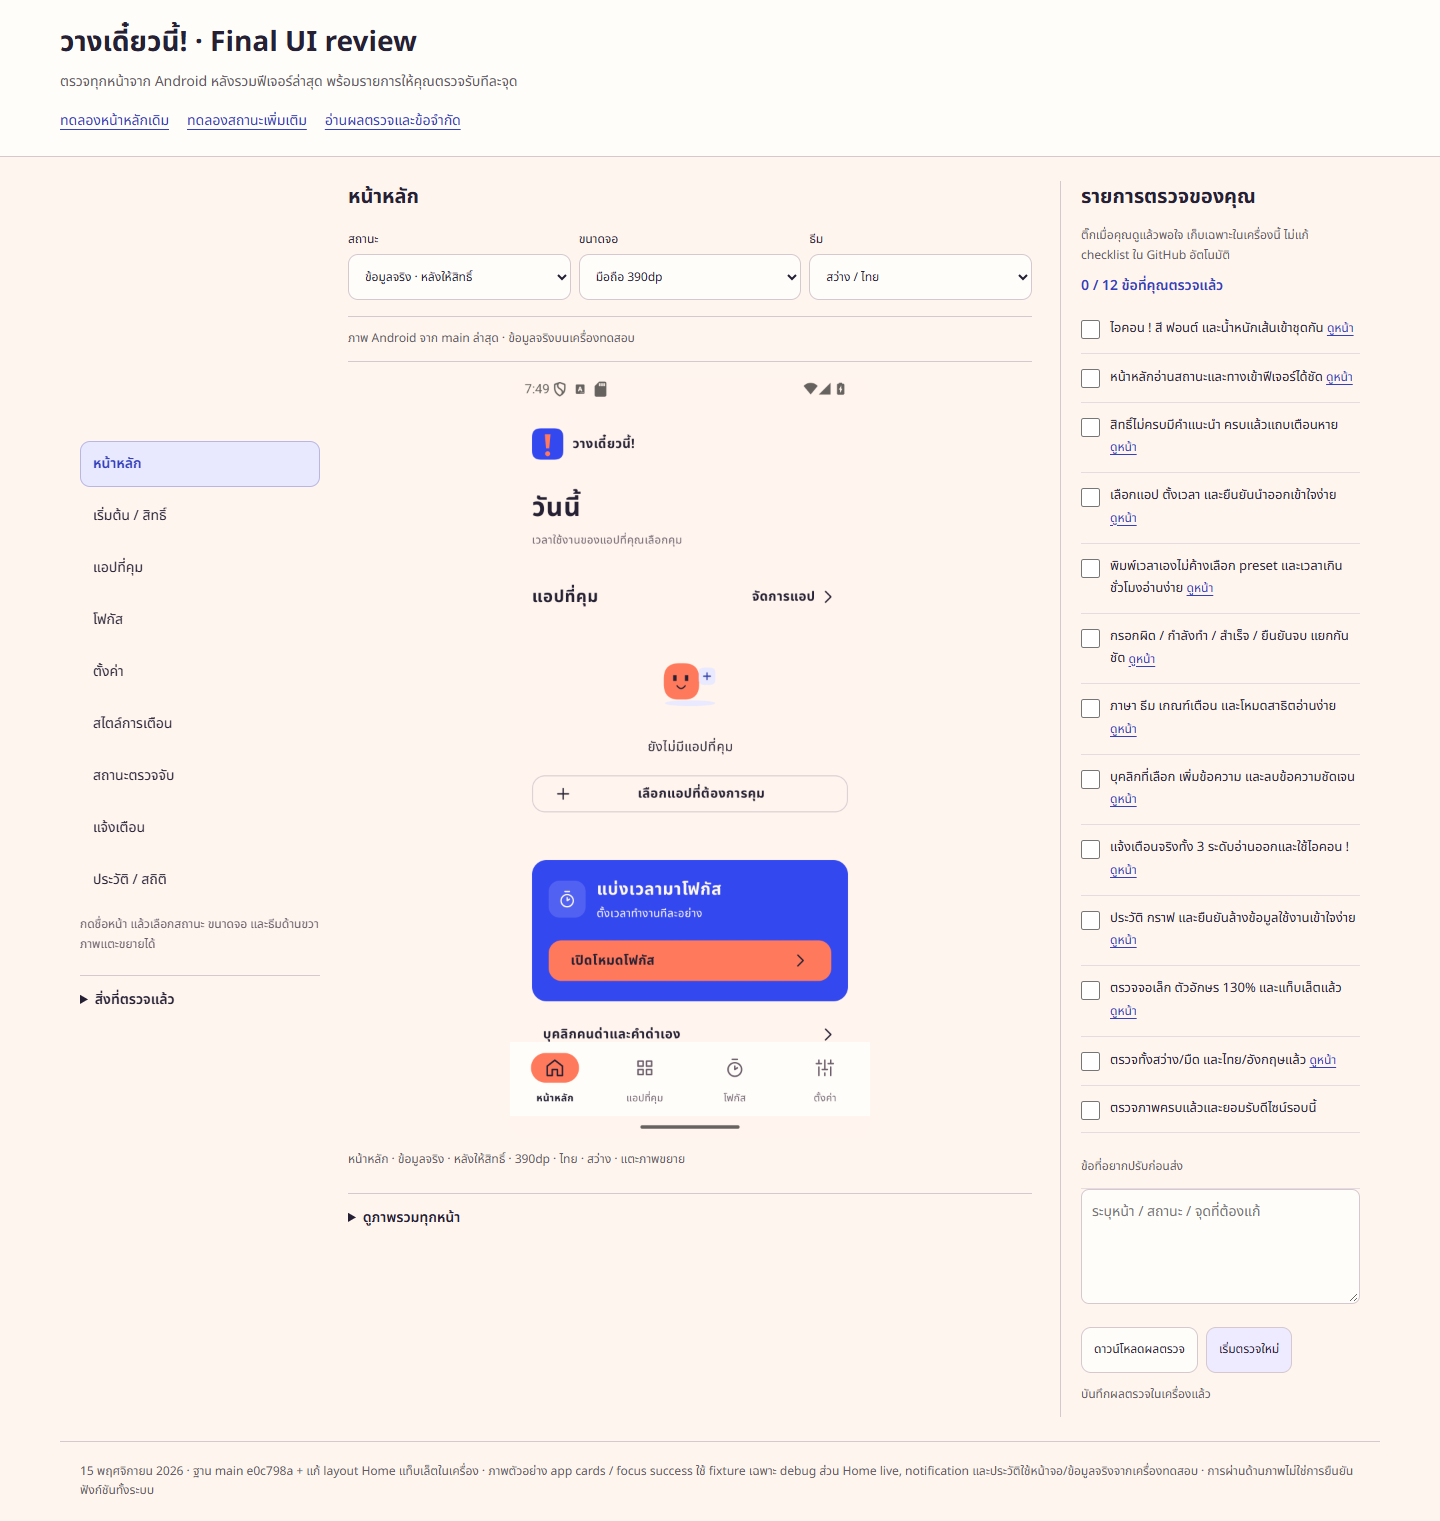 วางเดี๋ยวนี้! · Final UI review
ตรวจทุกหน้าจาก Android หลังรวมฟีเจอร์ล่าสุด พร้อมรายการให้คุณตรวจรับทีละจุด
ทดลองหน้าหลักเดิม ทดลองสถานะเพิ่มเติม อ่านผลตรวจและข้อจำกัด
หน้าหลัก
เริ่มต้น / สิทธิ์
แอปที่คุม
โฟกัส
ตั้งค่า
สไตล์การเตือน
สถานะตรวจจับ
แจ้งเตือน
ประวัติ / สถิติ
กดชื่อหน้า แล้วเลือกสถานะ ขนาดจอ และธีมด้านขวา
ภาพแตะขยายได้
สิ่งที่ตรวจแล้ว
หน้าหลัก
สถานะ ขนาดจอ ธีม
ข้อมูลจริง · หลังให้สิทธิ์ มือถือ 390dp สว่าง / ไทย
ภาพ Android จาก main ล่าสุด · ข้อมูลจริงบนเครื่องทดสอบ
7:49
วางเดี๋ยวนี้!
วันนี้
เวลาใช้งานของแอปที่คุณเลือกคุม
แอปที่คุม จัดการแอป
ยังไม่มีแอปที่คุม
เลือกแอปที่ต้องการคุม
แบ่งเวลามาโฟกัส
ตั้งเวลาทำงานทีละอย่าง
เปิดโหมดโฟกัส
บุคลิกคนด่าและคำด่าเอง
หน้าหลัก แอปที่คุม โฟกัส ตั้งค่า
หน้าหลัก · ข้อมูลจริง · หลังให้สิทธิ์ · 390dp · ไทย · สว่าง · แตะภาพขยาย
ดูภาพรวมทุกหน้า
รายการตรวจของคุณ
ติ๊กเมื่อคุณดูแล้วพอใจ เก็บเฉพาะในเครื่องนี้ ไม่แก้
checklist ใน GitHub อัตโนมัติ
0 / 12 ข้อที่คุณตรวจแล้ว
ไอคอน ! สี ฟอนต์ และน้ำหนักเส้นเข้าชุดกัน ดูหน้า
หน้าหลักอ่านสถานะและทางเข้าฟีเจอร์ได้ชัด ดูหน้า
สิทธิ์ไม่ครบมีคำแนะนำ ครบแล้วแถบเตือนหาย
ดูหน้า
เลือกแอป ตั้งเวลา และยืนยันนำออกเข้าใจง่าย
ดูหน้า
พิมพ์เวลาเองไม่ค้างเลือก preset และเวลาเกิน
ชั่วโมงอ่านง่าย ดูหน้า
กรอกผิด / กำลังทำ / สำเร็จ / ยืนยันจบ แยกกัน
ชัด ดูหน้า
ภาษา ธีม เกณฑ์เตือน และโหมดสาธิตอ่านง่าย
ดูหน้า
บุคลิกที่เลือก เพิ่มข้อความ และลบข้อความชัดเจน
ดูหน้า
แจ้งเตือนจริงทั้ง 3 ระดับอ่านออกและใช้ไอคอน !
ดูหน้า
ประวัติ กราฟ และยืนยันล้างข้อมูลใช้งานเข้าใจง่าย
ดูหน้า
ตรวจจอเล็ก ตัวอักษร 130% และแท็บเล็ตแล้ว
ดูหน้า
ตรวจทั้งสว่าง/มืด และไทย/อังกฤษแล้ว ดูหน้า
ตรวจภาพครบแล้วและยอมรับดีไซน์รอบนี้
ข้อที่อยากปรับก่อนส่ง
ระบุหน้า / สถานะ / จุดที่ต้องแก้
ดาวน์โหลดผลตรวจ เริ่มตรวจใหม่
บันทึกผลตรวจในเครื่องแล้ว
15 พฤศจิกายน 2026 · ฐาน main e0c798a + แก้ layout Home แท็บเล็ตในเครื่อง · ภาพตัวอย่าง app cards / focus success ใช้ fixture เฉพาะ debug ส่วน Home live, notification และประวัติใช้หน้าจอ/ข้อมูลจริงจากเครื่องทดสอบ · การผ่านด้านภาพไม่ใช่การยืนยัน
ฟังก์ชันทั้งระบบ